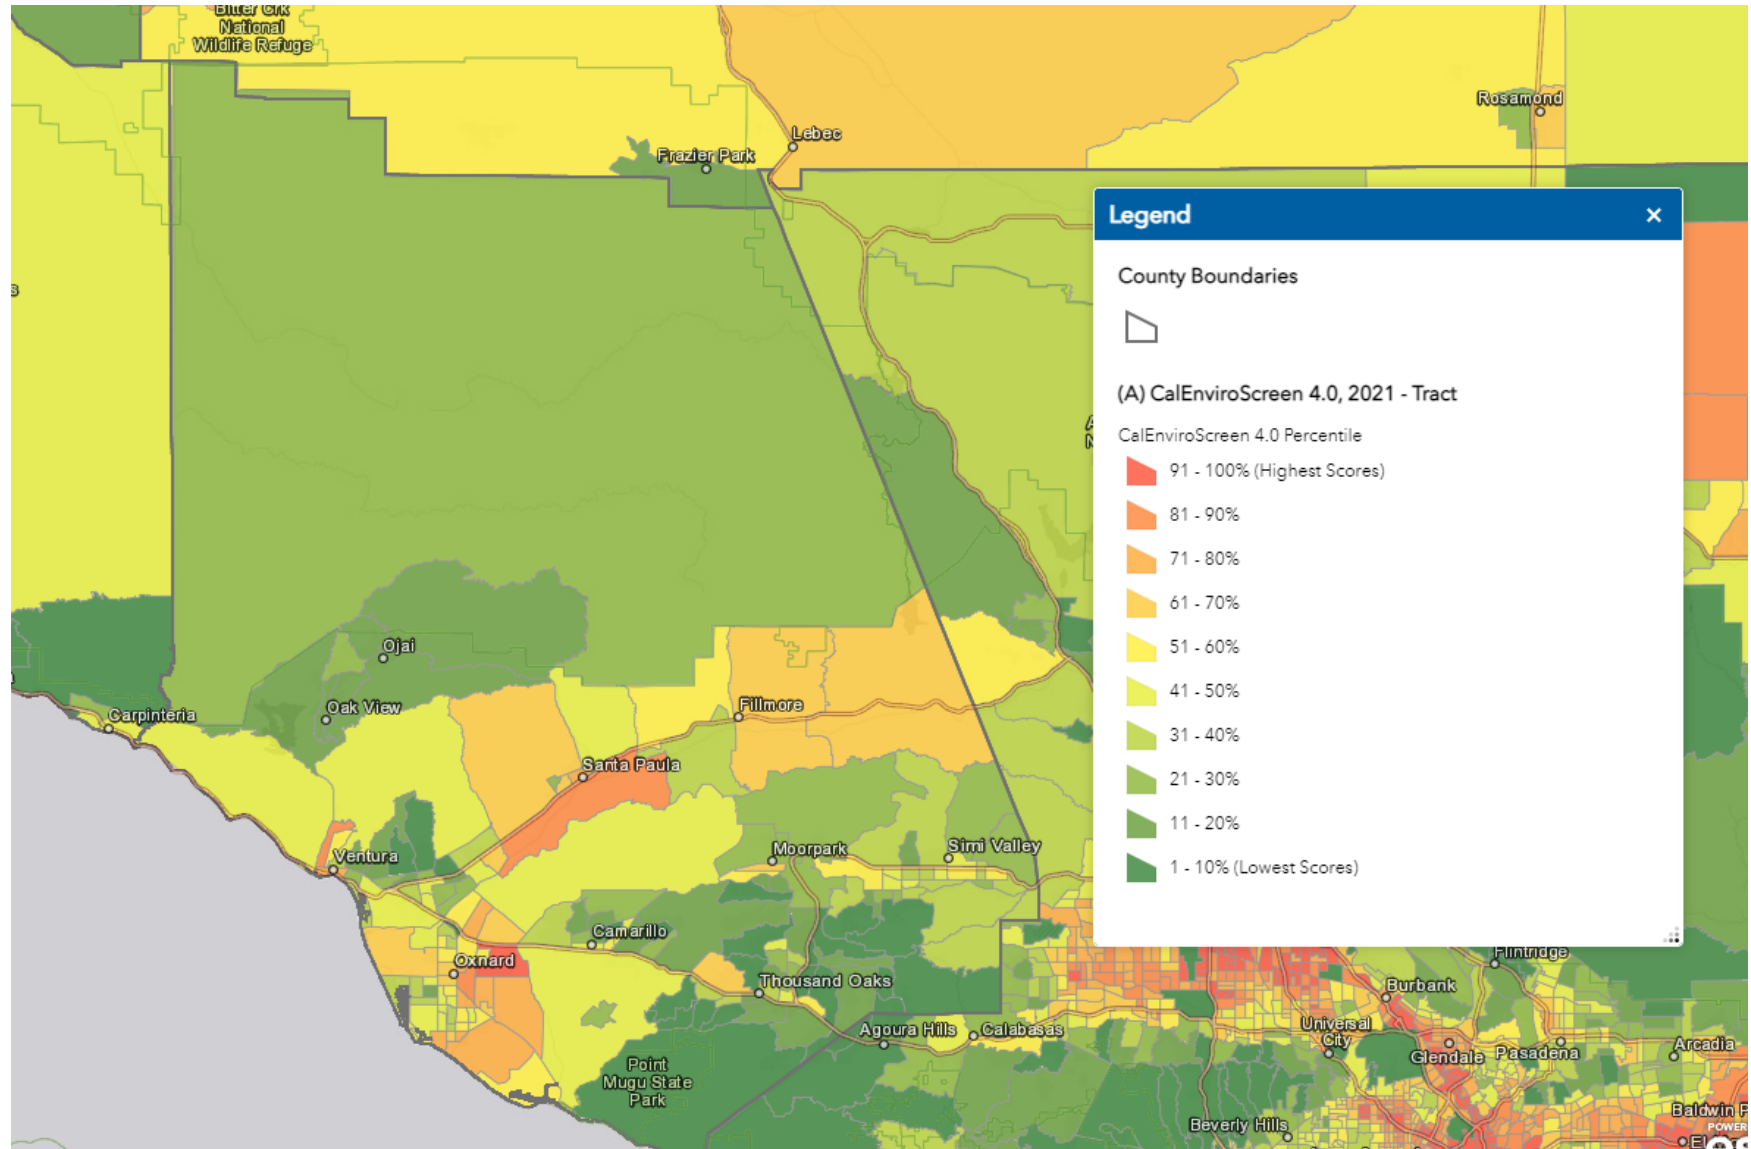 Bitter Crk
National
Wildlife Refuge
Rosamond
Lebec
Frazier Park
Legend
County Boundaries
(A) CalEnviroScreen 4.0, 2021 - Tract
CalEnviroScreen 4.0 Percentile
91 - 100% (Highest Scores)
81 - 90%
71 - 80%
61 - 70%
51 - 60%
41 - 50%
31 - 40%
21 - 30%
11 - 20%
1 - 10% (Lowest Scores)
Ojai
Oak View
Carpinteria
Fillmore
Santa Paula
Ventura
Moorpark
Simi Valley
Camarillo
Oxnard
Thousand Oaks
Agoura Hills
Calabasas
Point
Mugu State
Park
Flintridge
Burbank
Universal
City
Glendale
Pasadena
Arcadia
Beverly Hills
Baldwin P
POWER